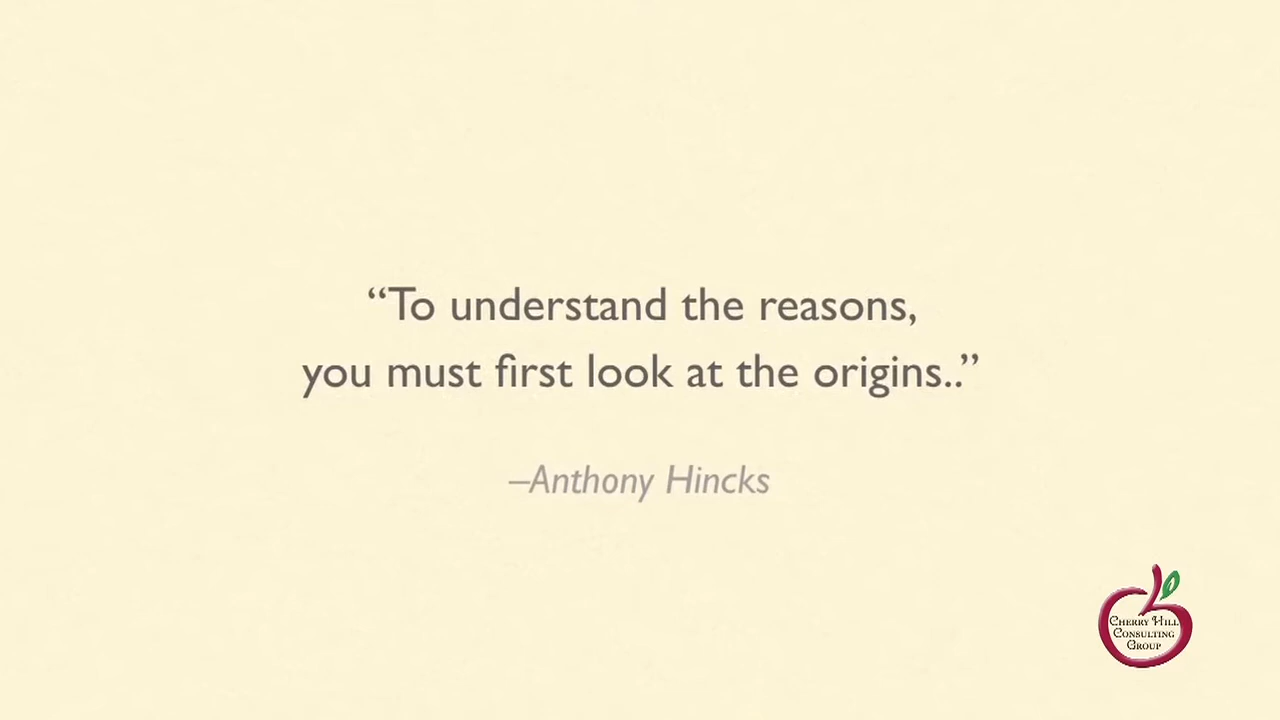 “To understand the reasons,
you must first look at the origins..”
–Anthony Hincks
Cherry Hill
Consulting
Group